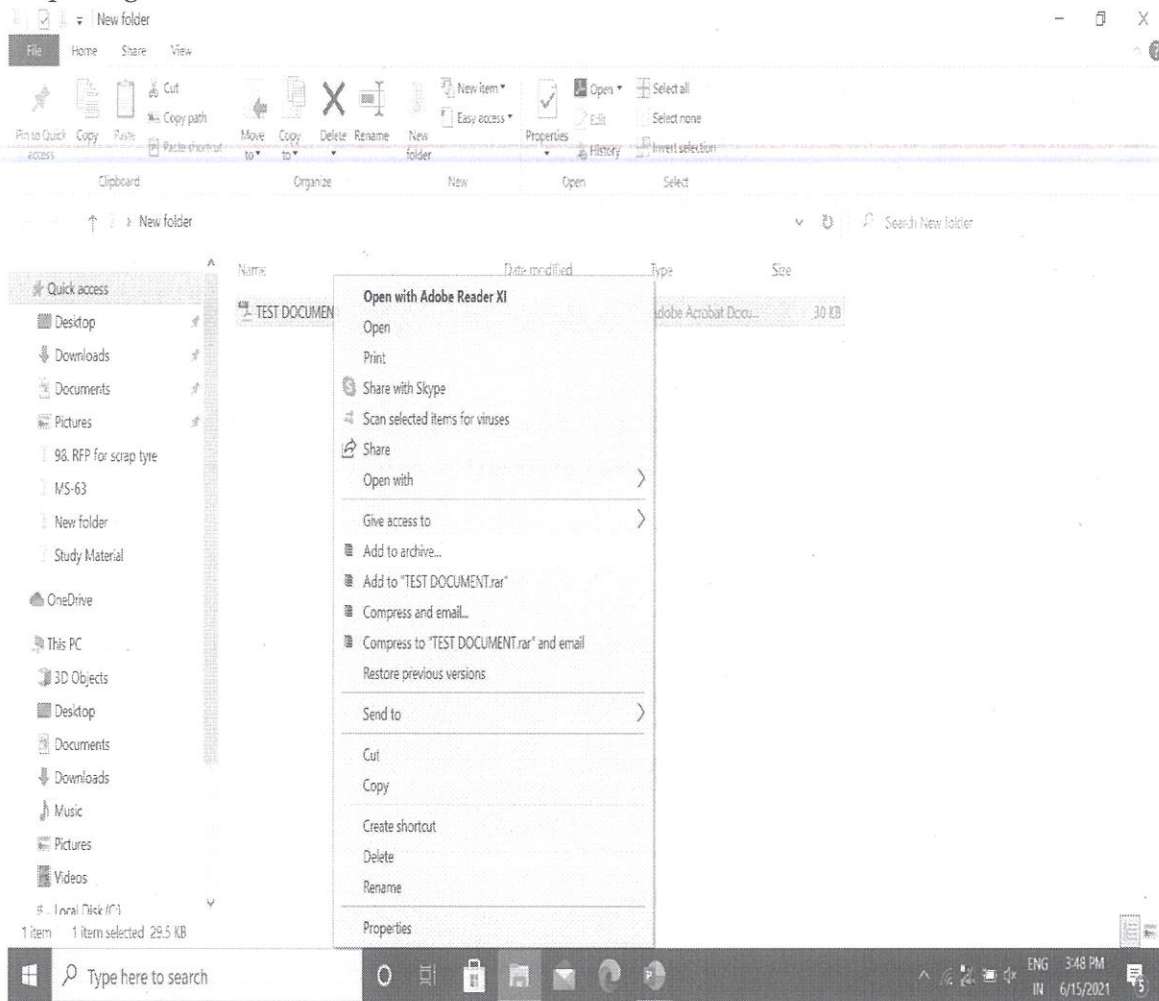 New folder
File Home Share View
Pin to Quick access
Copy
Paste
Cut
Copy path
Paste shortcut
Clipboard
Move to
Copy to
Delete
Rename
Organize
New folder
New item
Easy access
New
Properties
Open
Edit
History
Open
Select all
Select none
Invert selection
Select
New folder
Search New folder
Name Date modified Type Size
TEST DOCUMEN
30 KB
Quick access
Desktop
Downloads
Documents
Pictures
98. RFP for scrap tyre
MS-63
New folder
Study Material
OneDrive
This PC
3D Objects
Desktop
Documents
Downloads
Music
Pictures
Videos
Local Disk (C:)
Open with Adobe Reader XI
Open
Print
Share with Skype
Scan selected items for viruses
Share
Open with
Give access to
Add to archive...
Add to "TEST DOCUMENT.rar"
Compress and email...
Compress to "TEST DOCUMENT.rar" and email
Restore previous versions
Send to
Cut
Copy
Create shortcut
Delete
Rename
Properties
dobe Acrobat Docu...
1 item 1 item selected 29.5 KB
Type here to search
ENG
IN
3:48 PM
6/15/2021
5